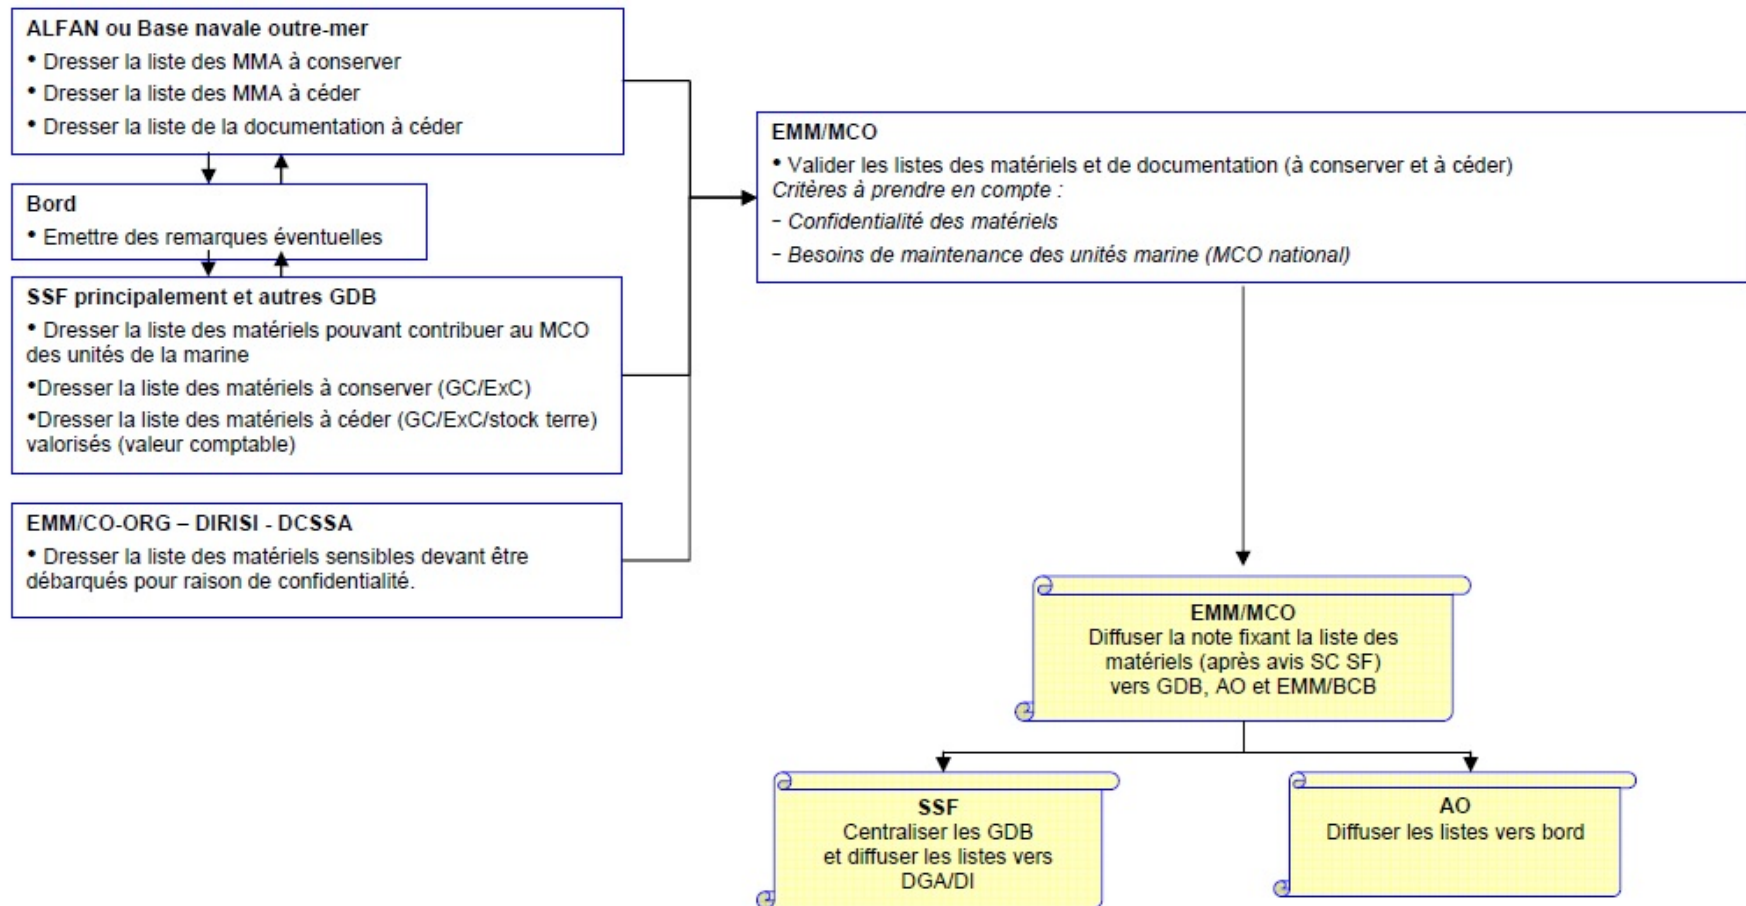 ALFAN ou Base navale outre-mer
• Dresser la liste des MMA à conserver
• Dresser la liste des MMA à céder
• Dresser la liste de la documentation à céder
Bord
• Emettre des remarques éventuelles
SSF principalement et autres GDB
• Dresser la liste des matériels pouvant contribuer au MCO
des unités de la marine
•Dresser la liste des matériels à conserver (GC/ExC)
•Dresser la liste des matériels à céder (GC/ExC/stock terre)
valorisés (valeur comptable)
EMM/CO-ORG – DIRISI - DCSSA
• Dresser la liste des matériels sensibles devant être
débarqués pour raison de confidentialité.
EMM/MCO
• Valider les listes des matériels et de documentation (à conserver et à céder)
Critères à prendre en compte :
- Confidentialité des matériels
- Besoins de maintenance des unités marine (MCO national)
EMM/MCO
Diffuser la note fixant la liste des
matériels (après avis SC SF)
vers GDB, AO et EMM/BCB
SSF
Centraliser les GDB
et diffuser les listes vers
DGA/DI
AO
Diffuser les listes vers bord